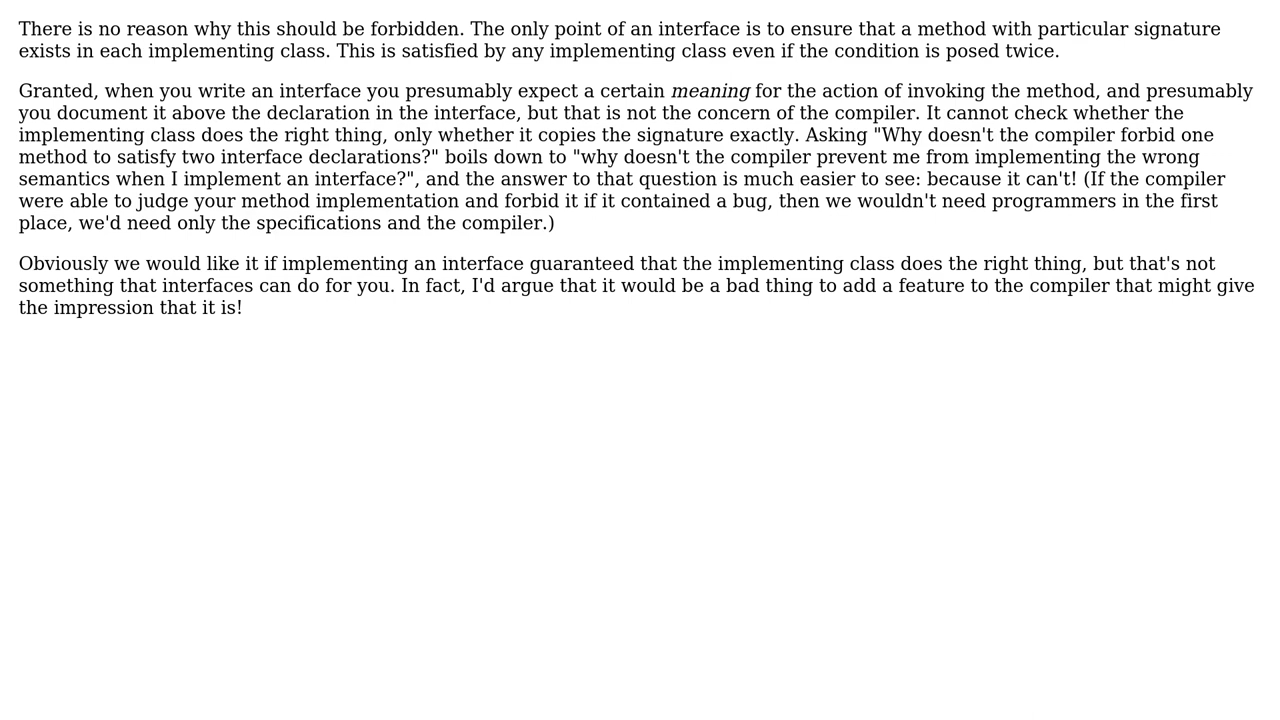 There is no reason why this should be forbidden. The only point of an interface is to ensure that a method with particular signature
exists in each implementing class. This is satisfied by any implementing class even if the condition is posed twice.
Granted, when you write an interface you presumably expect a certain meaning for the action of invoking the method, and presumably
you document it above the declaration in the interface, but that is not the concern of the compiler. It cannot check whether the
implementing class does the right thing, only whether it copies the signature exactly. Asking "Why doesn't the compiler forbid one
method to satisfy two interface declarations?" boils down to "why doesn't the compiler prevent me from implementing the wrong
semantics when I implement an interface?", and the answer to that question is much easier to see: because it can't! (If the compiler
were able to judge your method implementation and forbid it if it contained a bug, then we wouldn't need programmers in the first
place, we'd need only the specifications and the compiler.)
Obviously we would like it if implementing an interface guaranteed that the implementing class does the right thing, but that's not
something that interfaces can do for you. In fact, I'd argue that it would be a bad thing to add a feature to the compiler that might give
the impression that it is!